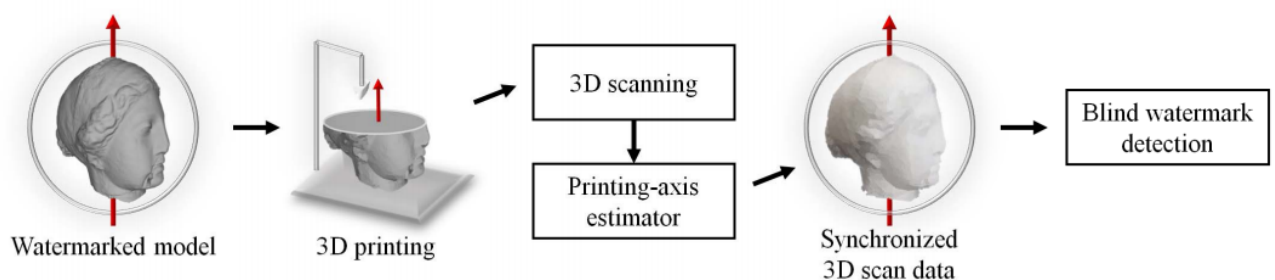 Watermarked model
3D printing
3D scanning
Printing-axis
estimator
Synchronized
3D scan data
Blind watermark
detection